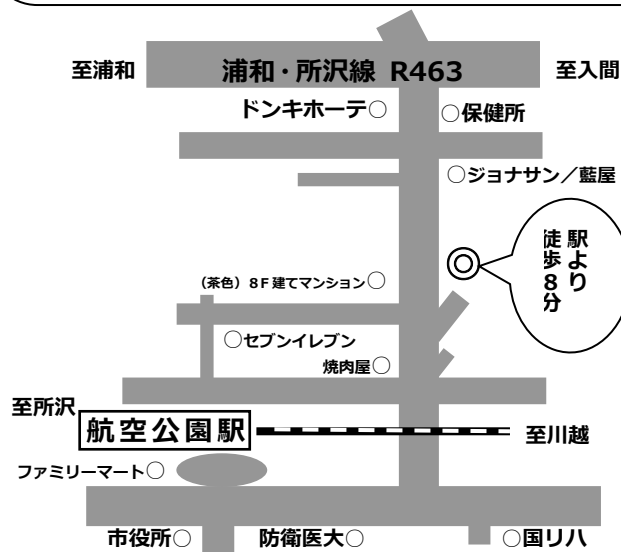 至浦和
浦和・所沢線 R463
至入間
ドンキホーテ○
○保健所
○ジョナサン／藍屋
駅より
徒歩8分
（茶色）8F建てマンション○
○セブンイレブン
焼肉屋○
至所沢
航空公園駅
至川越
ファミリーマート○
市役所○
防衛医大○
○国リハ